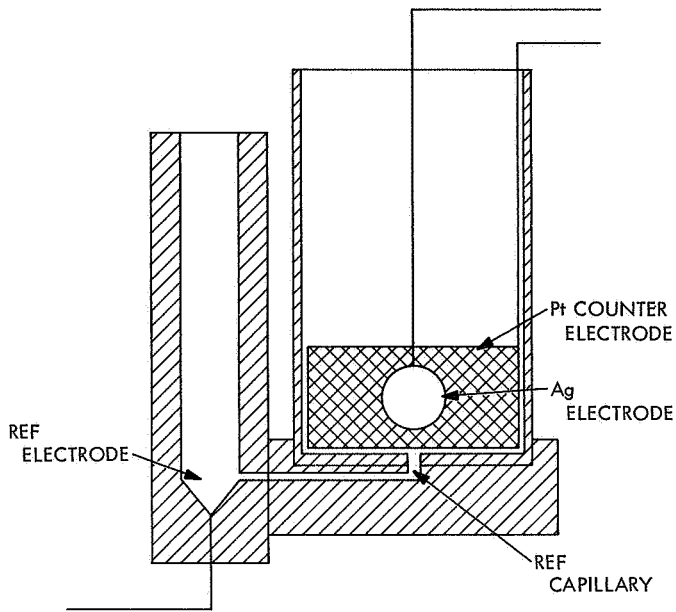 Pt COUNTER
ELECTRODE
Ag
ELECTRODE
REF
ELECTRODE
REF
CAPILLARY